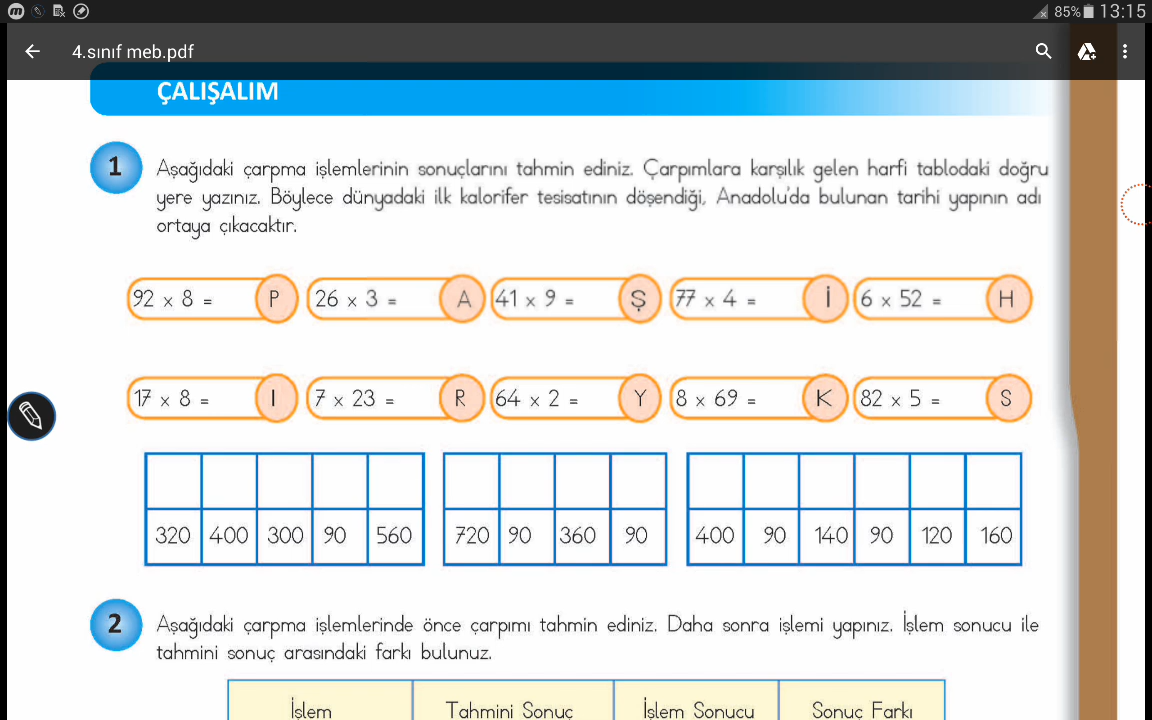 85% 13:15
4.sınıf meb.pdf
ÇALIŞALIM
1 Aşağıdaki çarpma işlemlerinin sonuçlarını tahmin ediniz. Çarpımlara karşılık gelen harfi tablodaki doğru
yere yazınız. Böylece dünyadaki ilk kalorifer tesisatının döşendiği, Anadolu'da bulunan tarihi yapının adı
ortaya çıkacaktır.
92 x 8 = P 26 x 3 = A 41 x 9 = Ş 77 x 4 = İ 6 x 52 = H
17 x 8 = I 7 x 23 = R 64 x 2 = Y 8 x 69 = K 82 x 5 = S
320 400 300 90 560 720 90 360 90 400 90 140 90 120 160
2 Aşağıdaki çarpma işlemlerinde önce çarpımı tahmin ediniz. Daha sonra işlemi yapınız. İşlem sonucu ile
tahmini sonuç arasındaki farkı bulunuz.
İşlem Tahmini Sonuç İşlem Sonucu Sonuç Farkı